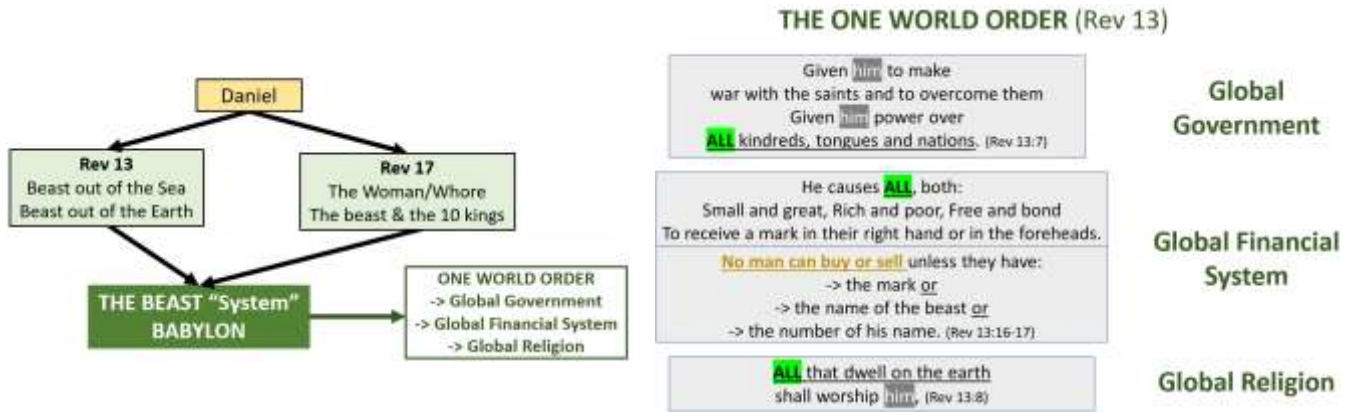 Daniel
Rev 13
Beast out of the Sea
Beast out of the Earth
Rev 17
The Woman/Whore
The beast & the 10 kings
THE BEAST “System”
BABYLON
ONE WORLD ORDER
-> Global Government
-> Global Financial System
-> Global Religion
THE ONE WORLD ORDER (Rev 13)
Given him to make
war with the saints and to overcome them
Given him power over
ALL kindreds, tongues and nations. (Rev 13:7)
Global
Government
He causes ALL, both:
Small and great, Rich and poor, Free and bond
To receive a mark in their right hand or in the foreheads.
No man can buy or sell unless they have:
-> the mark or
-> the name of the beast or
-> the number of his name. (Rev 13:16-17)
Global Financial
System
ALL that dwell on the earth
shall worship him, (Rev 13:8)
Global Religion